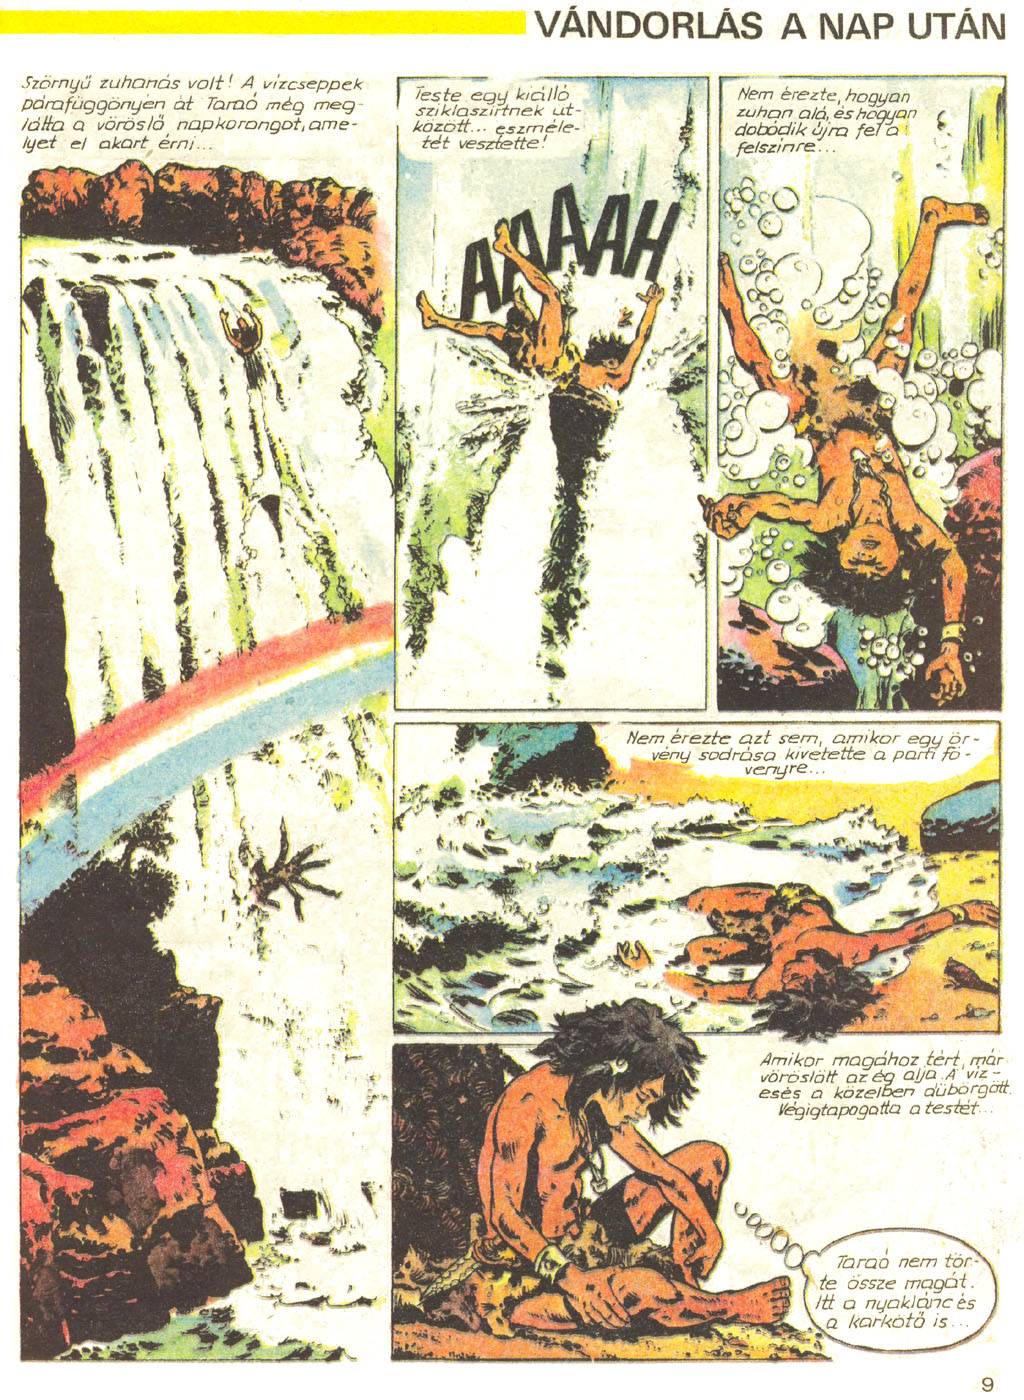 VÁNDORLÁS A NAP UTÁN
Szörnyű zuhanás volt! A vízcseppek
párafüggönyén át Taraó még meg-
látta a vöröslő napkorongot, ame-
lyet el akart érni...
Teste egy kiálló
sziklaszirtnek üt-
között... eszméle-
tét vesztette!
AAAAAH
Nem érezte, hogyan
zuhan alá, és hogyan
dobódik újra fel a
felszínre...
Nem érezte azt sem, amikor egy ör-
vény sodrása kivetette a parti fö-
venyre...
Amikor magához tért, már
vöröslött az ég alja. A víz-
esés a közelben dübörgött.
Végigtapogatta a testét...
Taraó nem tör-
te össze magát.
Itt a nyaklánc és
a karkötő is...
9